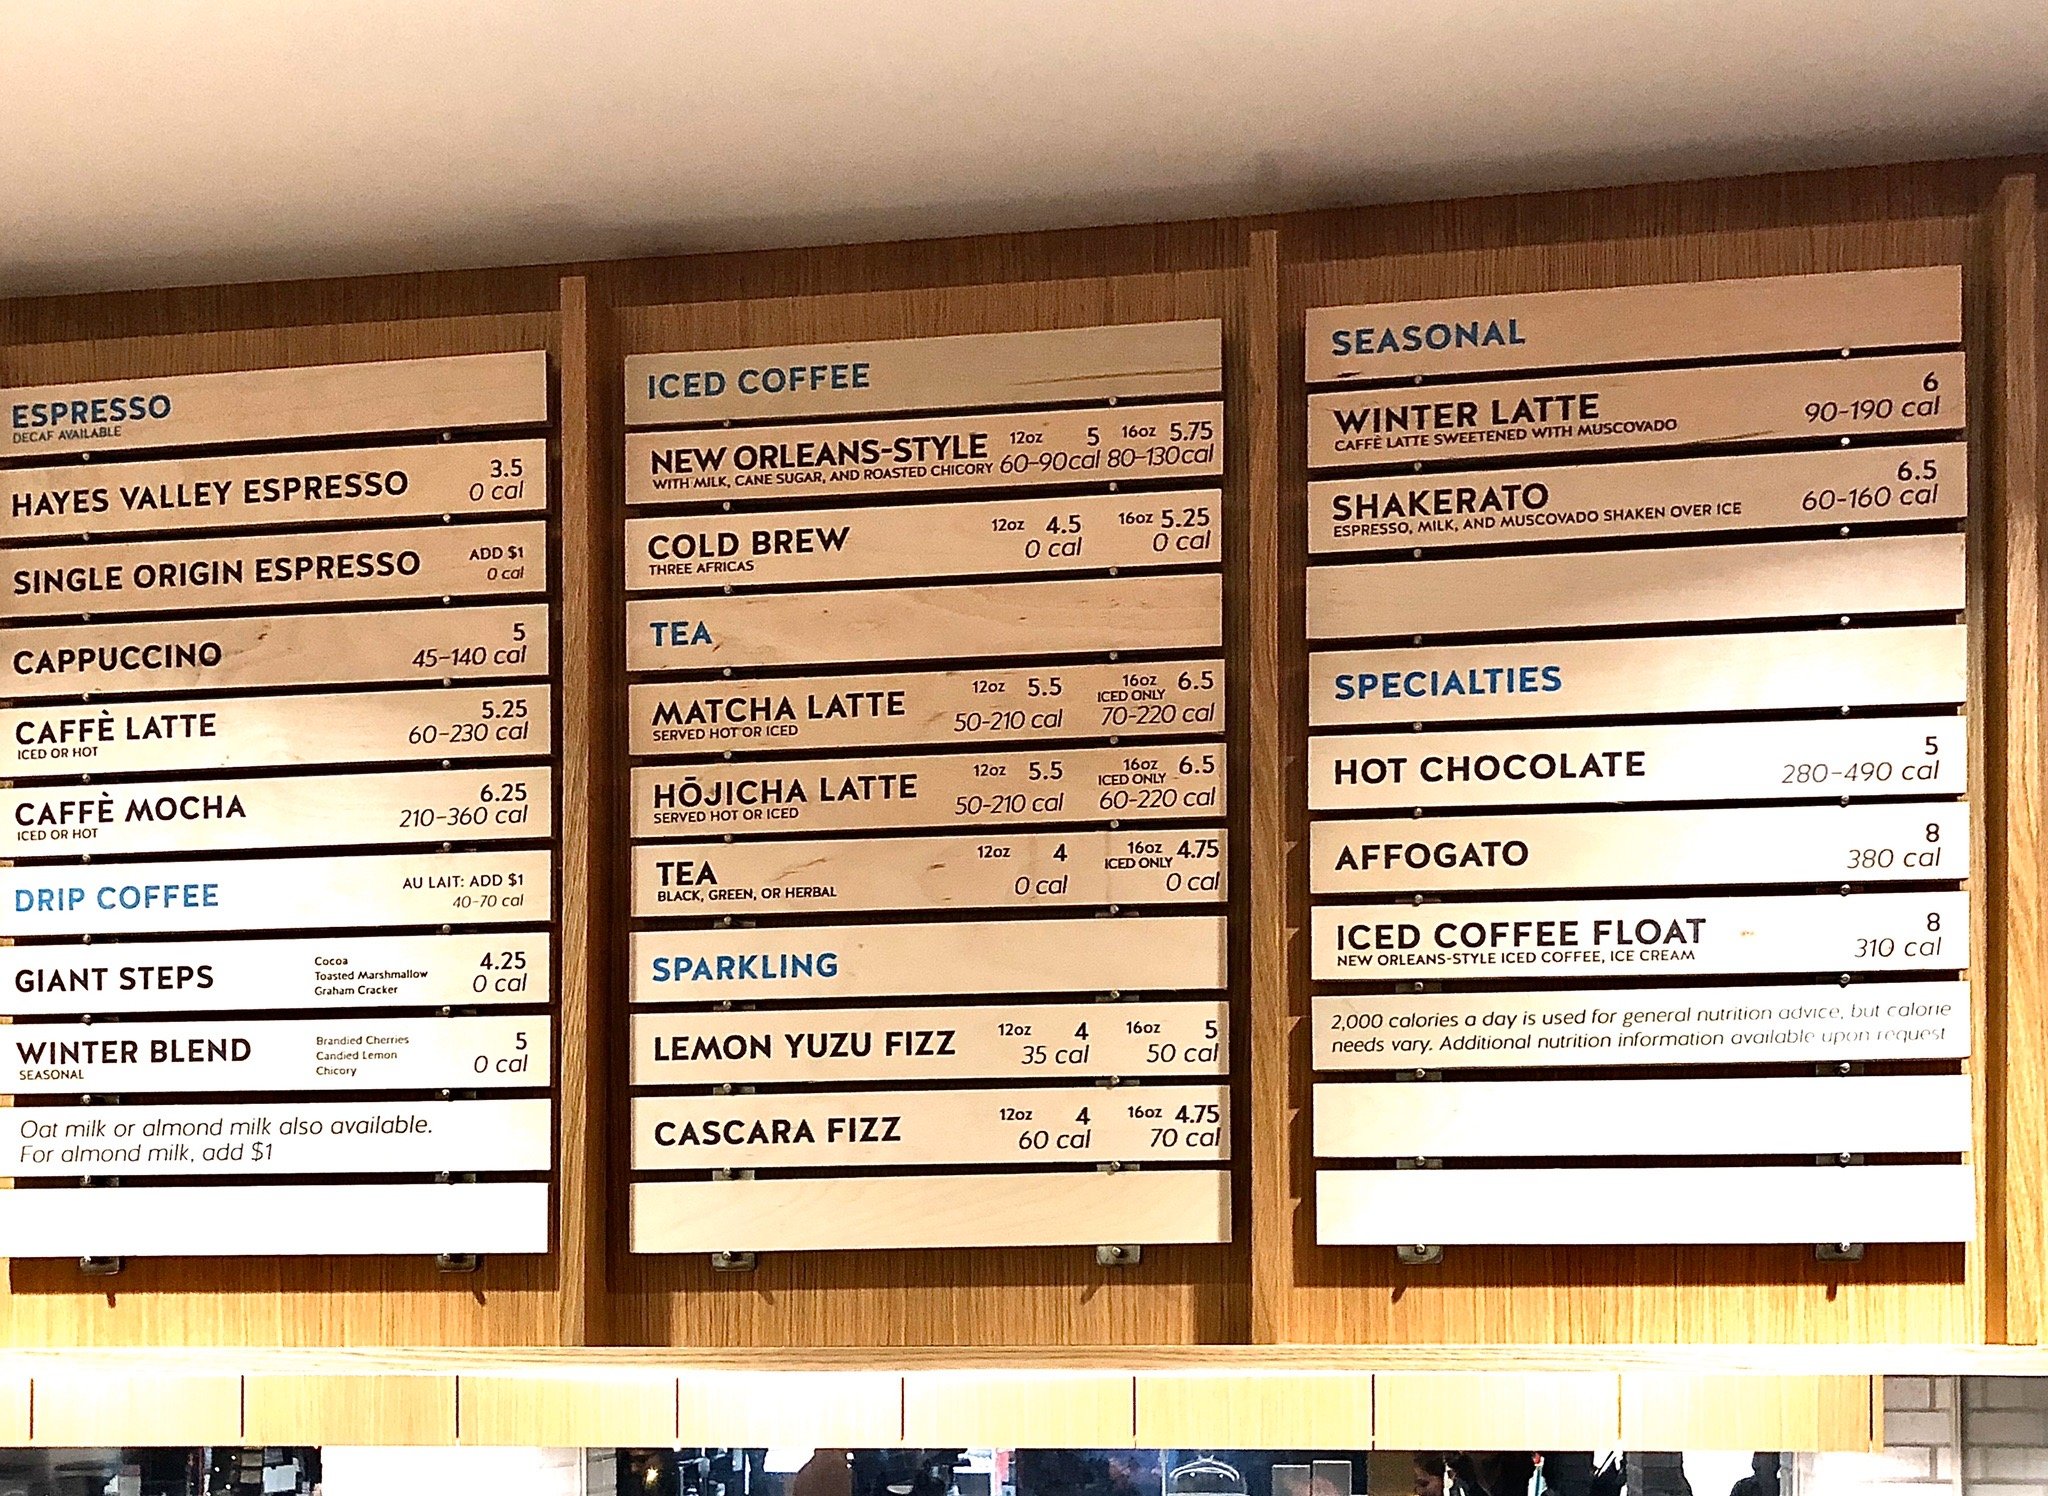 ESPRESSO
DECAF AVAILABLE
HAYES VALLEY ESPRESSO 3.5
0 cal
SINGLE ORIGIN ESPRESSO ADD $1
0 cal
CAPPUCCINO 5
45-140 cal
CAFFÈ LATTE 5.25
ICED OR HOT 60-230 cal
CAFFÈ MOCHA 6.25
ICED OR HOT 210-360 cal
DRIP COFFEE AU LAIT: ADD $1
40-70 cal
GIANT STEPS Cocoa 4.25
Toasted Marshmallow 0 cal
Graham Cracker
WINTER BLEND Brandied Cherries 5
SEASONAL Candied Lemon 0 cal
Chicory
Oat milk or almond milk also available.
For almond milk, add $1
ICED COFFEE
NEW ORLEANS-STYLE 12oz 5 16oz 5.75
WITH MILK, CANE SUGAR, AND ROASTED CHICORY 60-90 cal 80-130 cal
COLD BREW 12oz 4.5 16oz 5.25
THREE AFRICAS 0 cal 0 cal
TEA
MATCHA LATTE 12oz 5.5 16oz ICED ONLY 6.5
SERVED HOT OR ICED 50-210 cal 70-220 cal
HŌJICHA LATTE 12oz 5.5 16oz ICED ONLY 6.5
SERVED HOT OR ICED 50-210 cal 60-220 cal
TEA 12oz 4 16oz ICED ONLY 4.75
BLACK, GREEN, OR HERBAL 0 cal 0 cal
SPARKLING
LEMON YUZU FIZZ 12oz 4 16oz 5
35 cal 50 cal
CASCARA FIZZ 12oz 4 16oz 4.75
60 cal 70 cal
SEASONAL
WINTER LATTE 6
CAFFÈ LATTE SWEETENED WITH MUSCOVADO 90-190 cal
SHAKERATO 6.5
ESPRESSO, MILK, AND MUSCOVADO SHAKEN OVER ICE 60-160 cal
SPECIALTIES
HOT CHOCOLATE 5
280-490 cal
AFFOGATO 8
380 cal
ICED COFFEE FLOAT 8
NEW ORLEANS-STYLE ICED COFFEE, ICE CREAM 310 cal
2,000 calories a day is used for general nutrition advice, but calorie
needs vary. Additional nutrition information available upon request